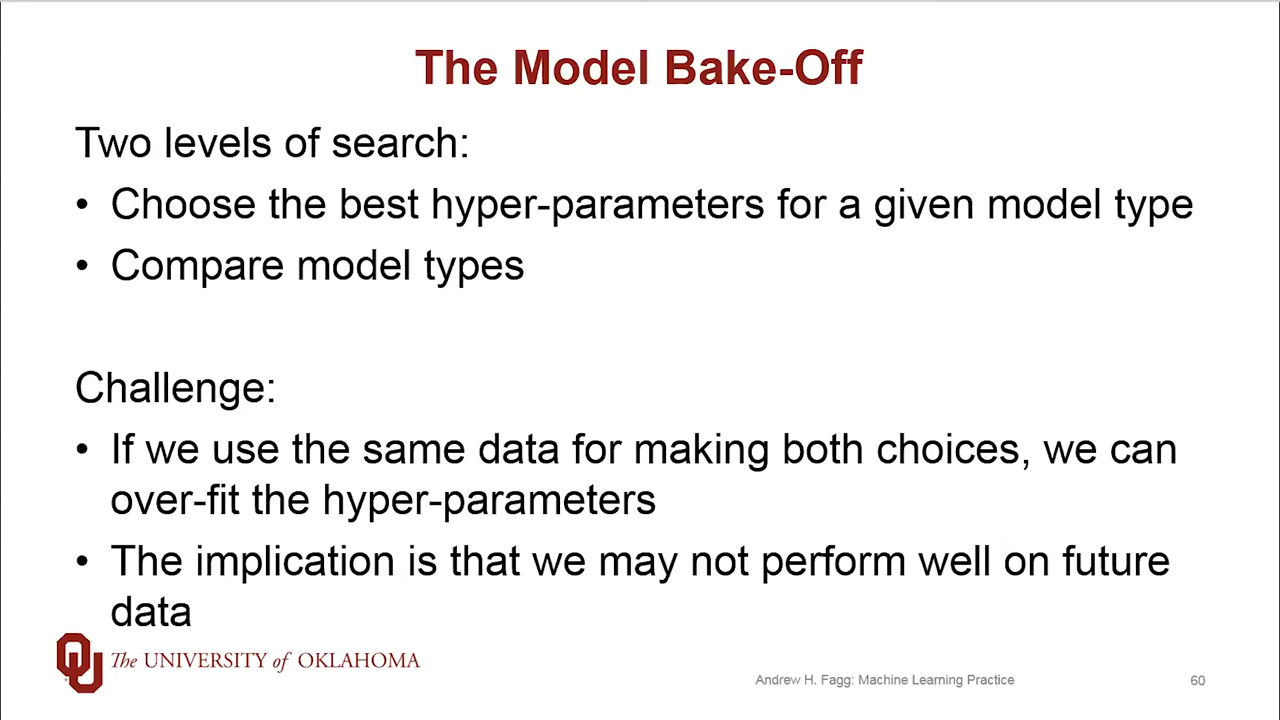 The Model Bake-Off
Two levels of search:
• Choose the best hyper-parameters for a given model type
• Compare model types
Challenge:
• If we use the same data for making both choices, we can
over-fit the hyper-parameters
• The implication is that we may not perform well on future
data
The UNIVERSITY of OKLAHOMA
Andrew H. Fagg: Machine Learning Practice
60